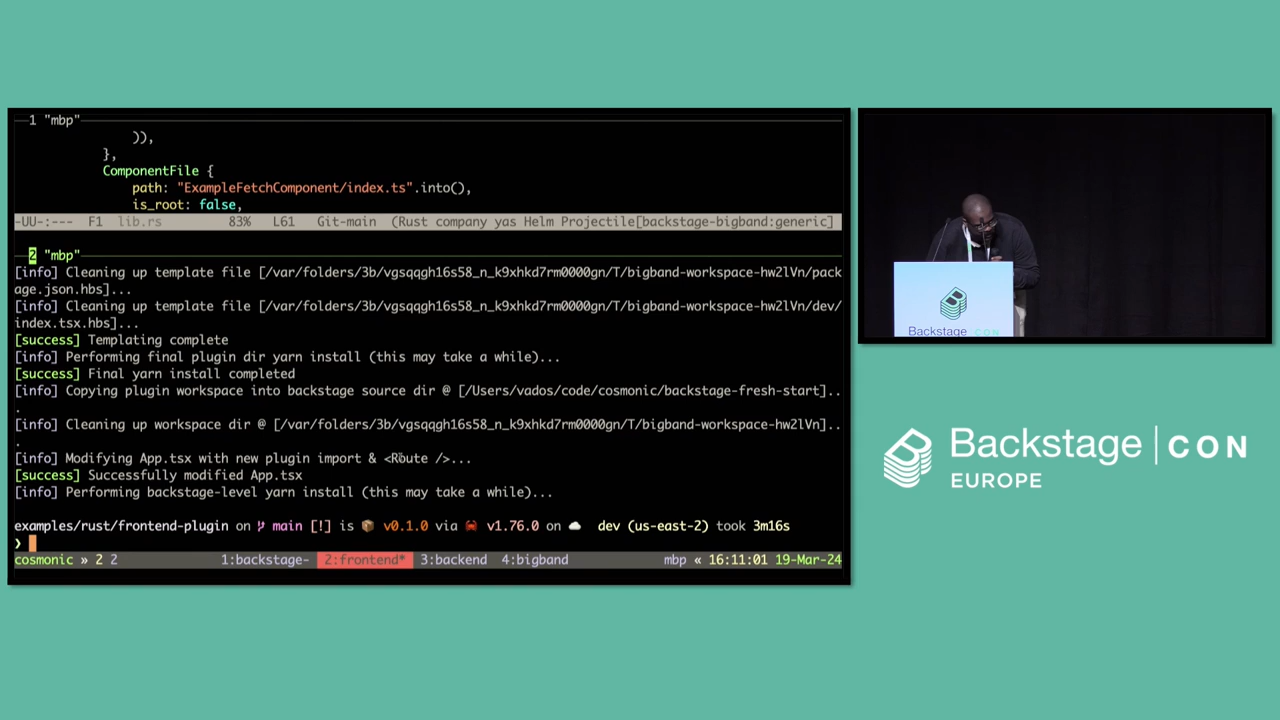 1 "mbp"
)),
},
ComponentFile {
path: "ExampleFetchComponent/index.ts".into(),
is_root: false,
-UU-:--- F1 lib.rs 83% L61 Git-main (Rust company yas Helm Projectile[backstage-bigband:generic]
2 "mbp"
[info] Cleaning up template file [/var/folders/3b/vgsqqgh16s58_n_k9xhkd7rm0000gn/T/bigband-workspace-hw2lVn/pack
age.json.hbs]...
[info] Cleaning up template file [/var/folders/3b/vgsqqgh16s58_n_k9xhkd7rm0000gn/T/bigband-workspace-hw2lVn/dev/
index.tsx.hbs]...
[success] Templating complete
[info] Performing final plugin dir yarn install (this may take a while)...
[success] Final yarn install completed
[info] Copying plugin workspace into backstage source dir @ [/Users/vados/code/cosmonic/backstage-fresh-start]..
.
[info] Cleaning up workspace dir @ [/var/folders/3b/vgsqqgh16s58_n_k9xhkd7rm0000gn/T/bigband-workspace-hw2lVn]..
.
[info] Modifying App.tsx with new plugin import & <Route />...
[success] Successfully modified App.tsx
[info] Performing backstage-level yarn install (this may take a while)...
examples/rust/frontend-plugin on main [!] is 📦 v0.1.0 via 🦀 v1.76.0 on ☁️ dev (us-east-2) took 3m16s
❯
cosmonic » 2 2 1:backstage- 2:frontend* 3:backend 4:bigband mbp « 16:11:01 19-Mar-24
Backstage CON
Backstage | CON
EUROPE